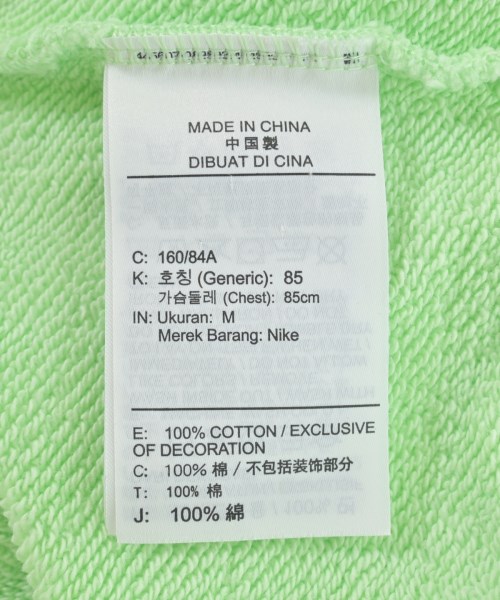 MADE IN CHINA
中国製
DIBUAT DI CINA
C: 160/84A
K: 호칭 (Generic): 85
가슴둘레 (Chest): 85cm
IN: Ukuran: M
Merek Barang: Nike
E: 100% COTTON / EXCLUSIVE
OF DECORATION
C: 100% 棉 / 不包括装饰部分
T: 100% 棉
J: 100% 綿